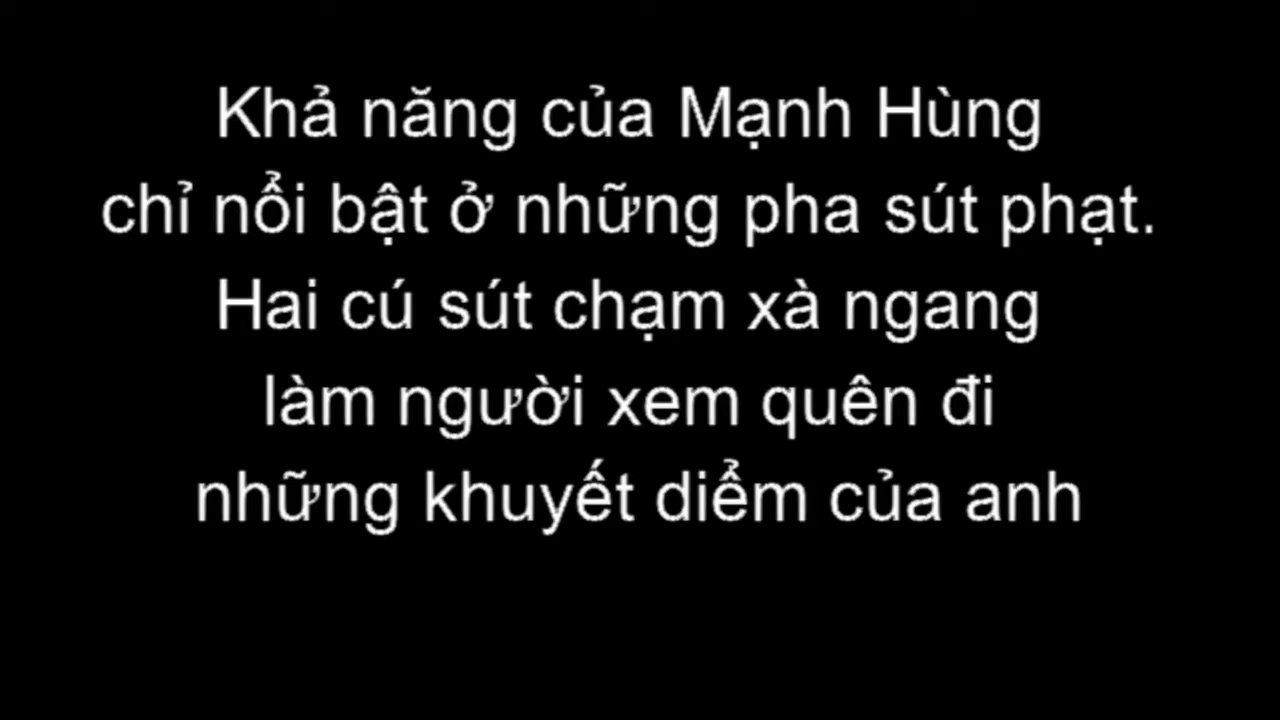 Khả năng của Mạnh Hùng
chỉ nổi bật ở những pha sút phạt.
Hai cú sút chạm xà ngang
làm người xem quên đi
những khuyết diểm của anh